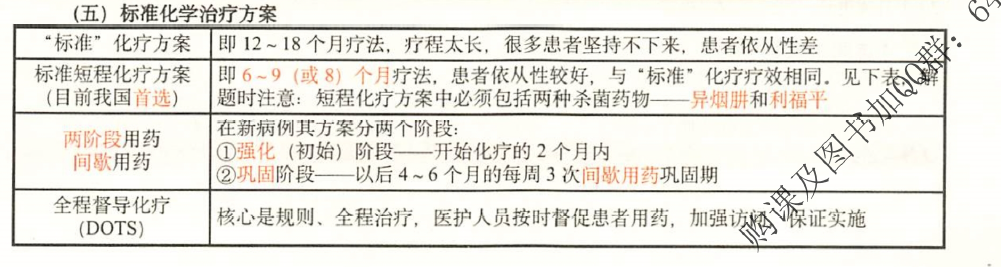 (五) 标准化学治疗方案
“标准”化疗方案
即 12~18 个月疗法，疗程太长，很多患者坚持不下来，患者依从性差
标准短程化疗方案
(目前我国首选)
即 6~9 (或 8) 个月疗法，患者依从性较好，与“标准”化疗疗效相同。见下表，解
题时注意：短程化疗方案中必须包括两种杀菌药物——异烟肼和利福平
两阶段用药
间歇用药
在新病例其方案分两个阶段：
①强化 (初始) 阶段——开始化疗的 2 个月内
②巩固阶段——以后 4~6 个月的每周 3 次间歇用药巩固期
全程督导化疗
(DOTS)
核心是规则、全程治疗，医护人员按时督促患者用药，加强访 保证实施
购课及图书加QQ群：64